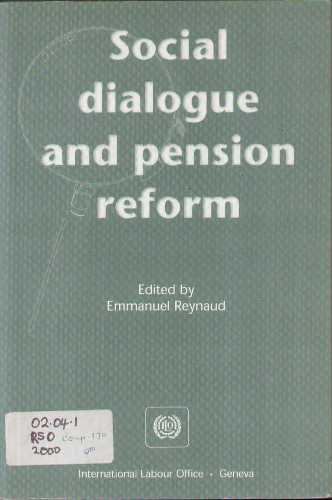 Social
dialogue
and pension
reform
Edited by
Emmanuel Reynaud
02.04.1
RSO
2000
International Labour Office • Geneva